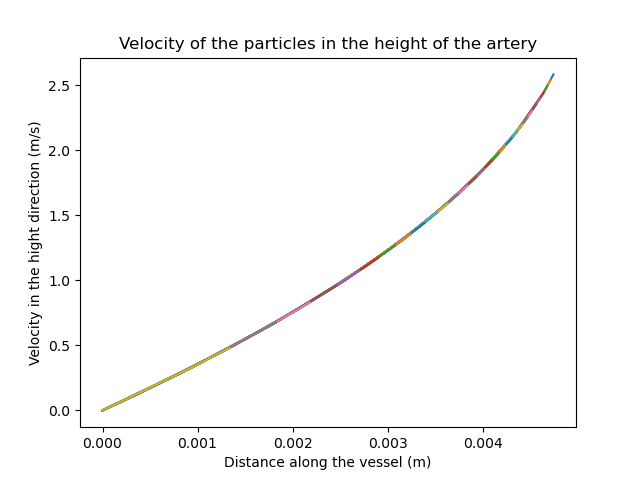 Velocity of the particles in the height of the artery
Velocity in the hight direction (m/s)
2.5
2.0
1.5
1.0
0.5
0.0
0.000 0.001 0.002 0.003 0.004
Distance along the vessel (m)